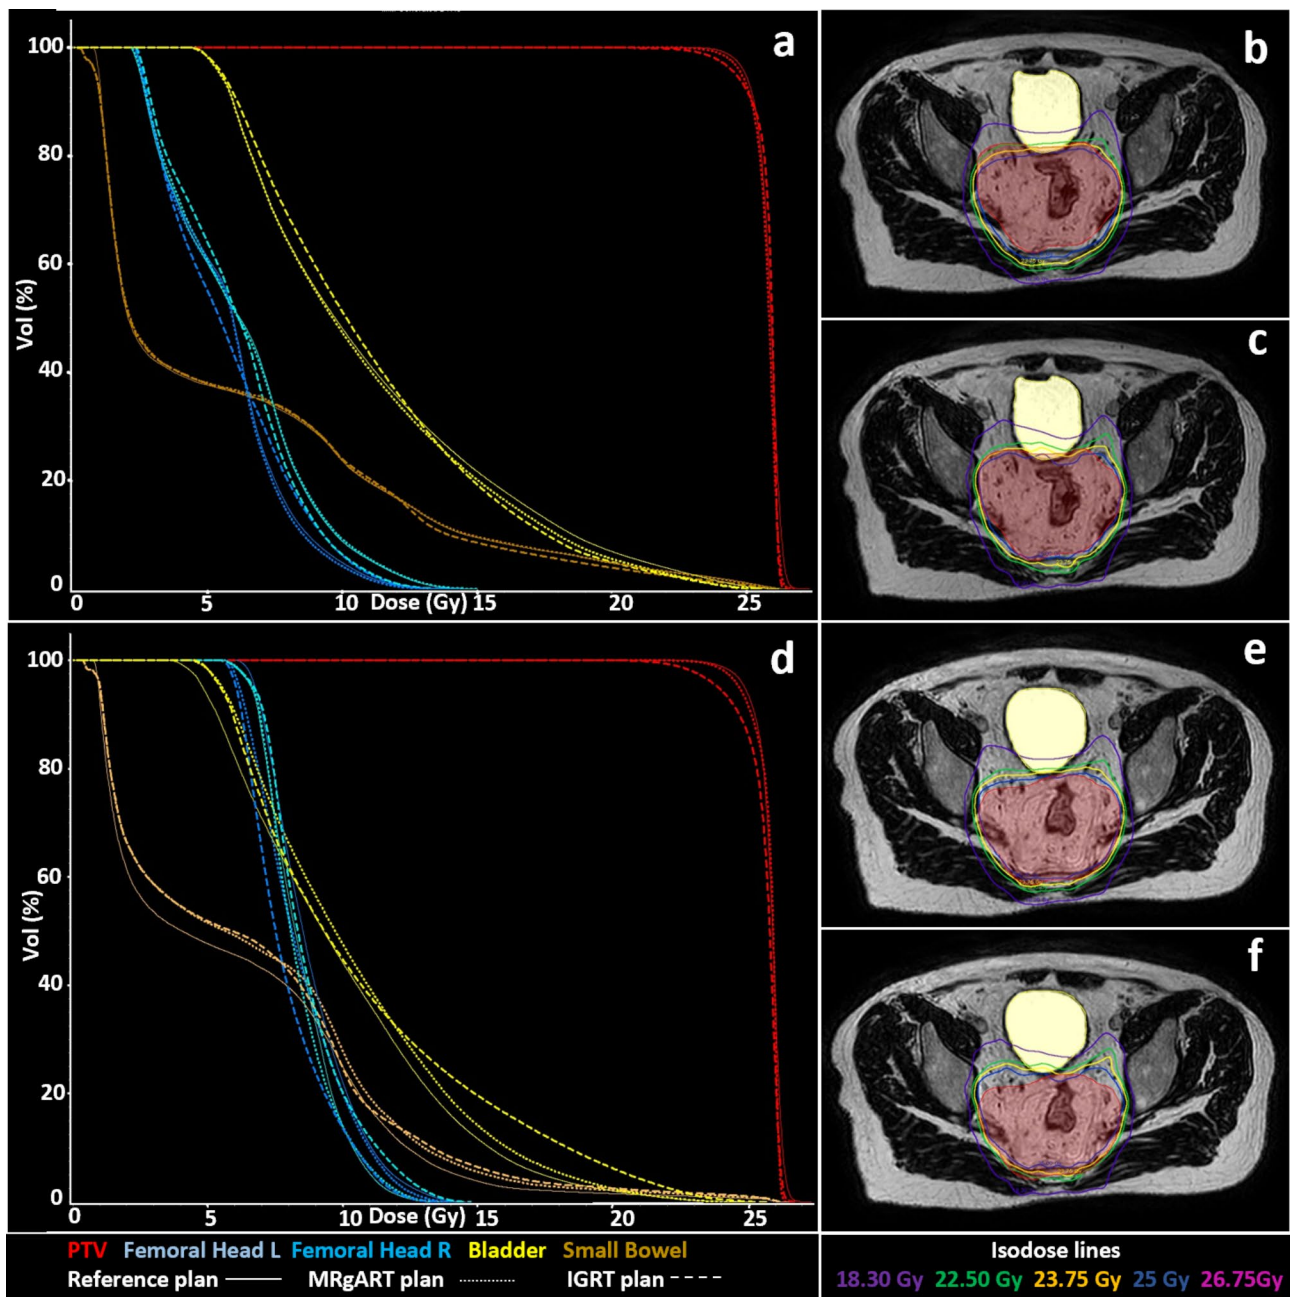 a
100
80
60
40
20
0
Vol (%)
0 5 10 Dose (Gy) 15 20 25
b
c
d
100
80
60
40
20
0
Vol (%)
0 5 10 Dose (Gy) 15 20 25
e
f
PTV Femoral Head L Femoral Head R Bladder Small Bowel
Reference plan MRgART plan IGRT plan
Isodose lines
18.30 Gy 22.50 Gy 23.75 Gy 25 Gy 26.75Gy